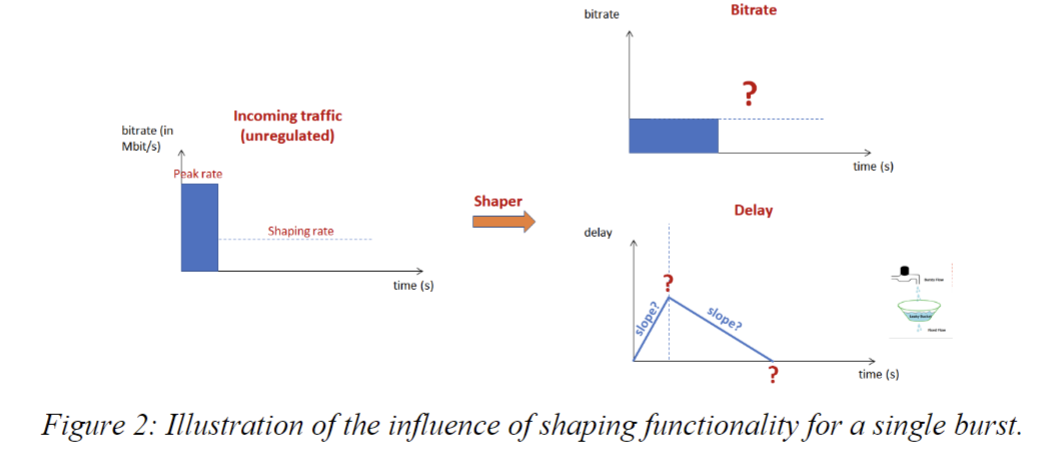 bitrate
Bitrate
?
time (s)
Incoming traffic
(unregulated)
bitrate (in
Mbit/s)
Peak rate
Shaping rate
time (s)
Shaper
Delay
delay
?
slope?
slope?
?
time (s)
Figure 2: Illustration of the influence of shaping functionality for a single burst.